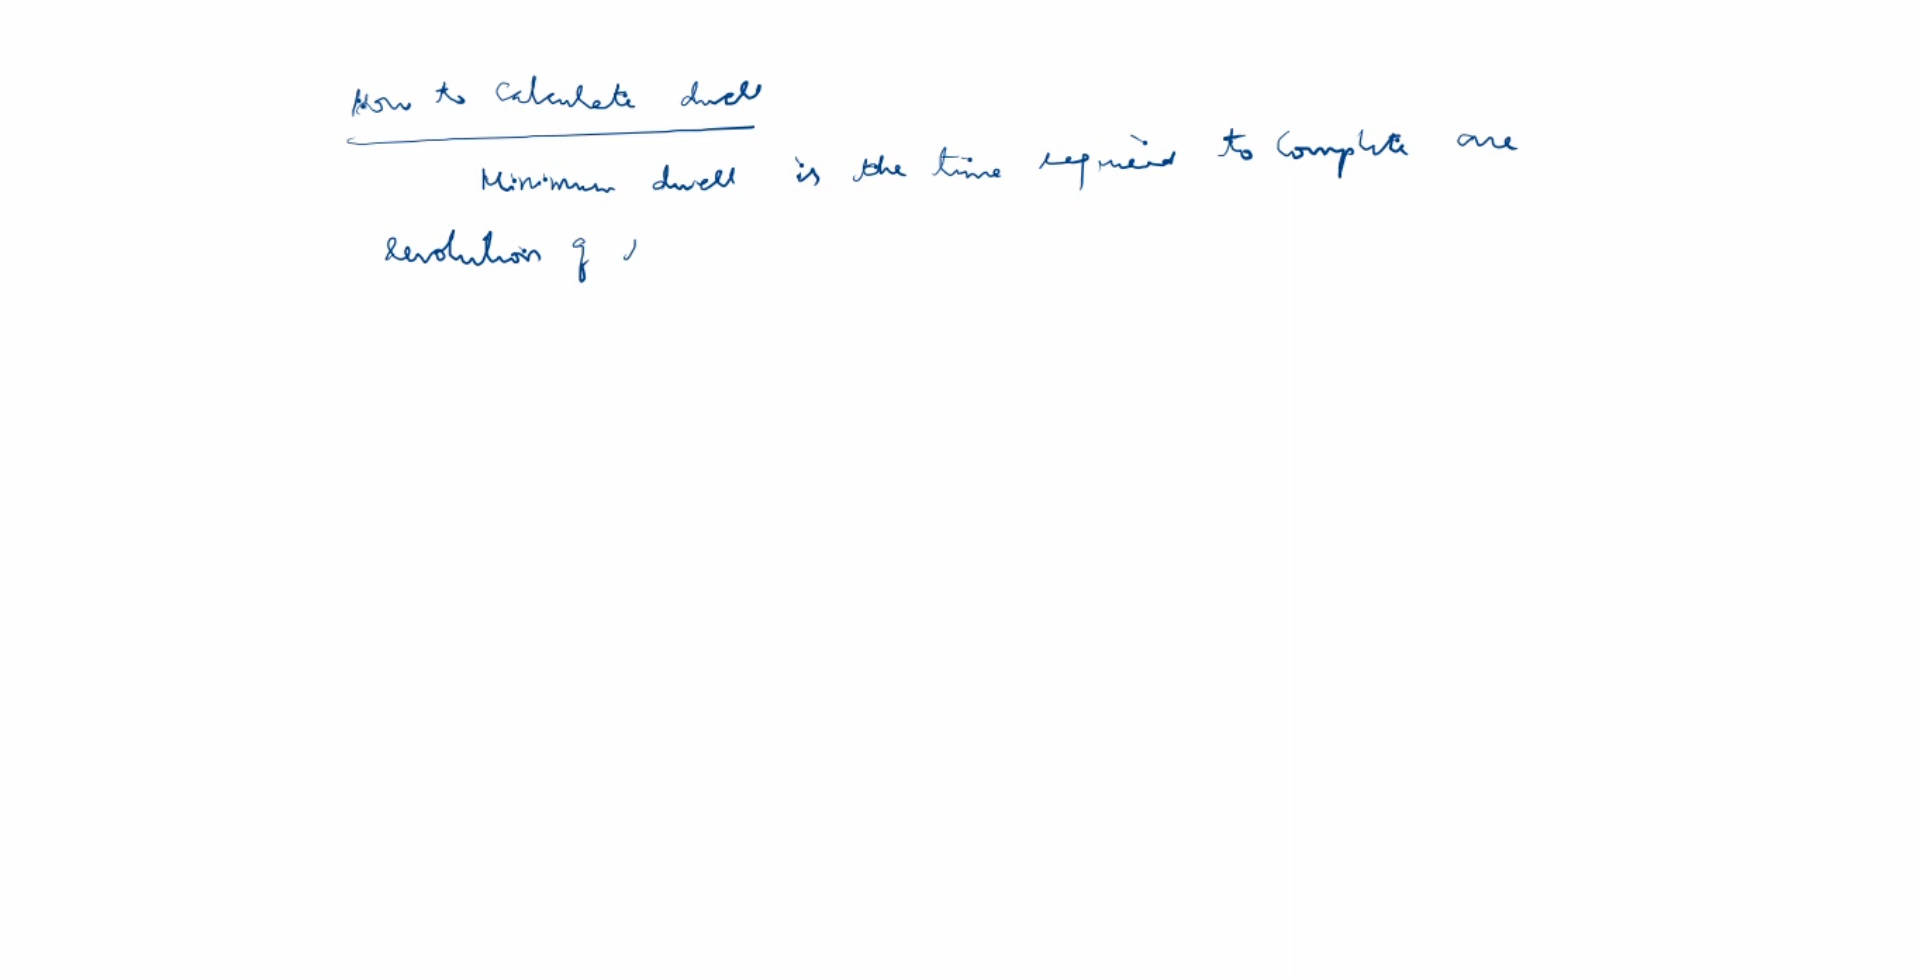 How to Calculate dwell
Minimum dwell is the time required to Complete one
Revolution of